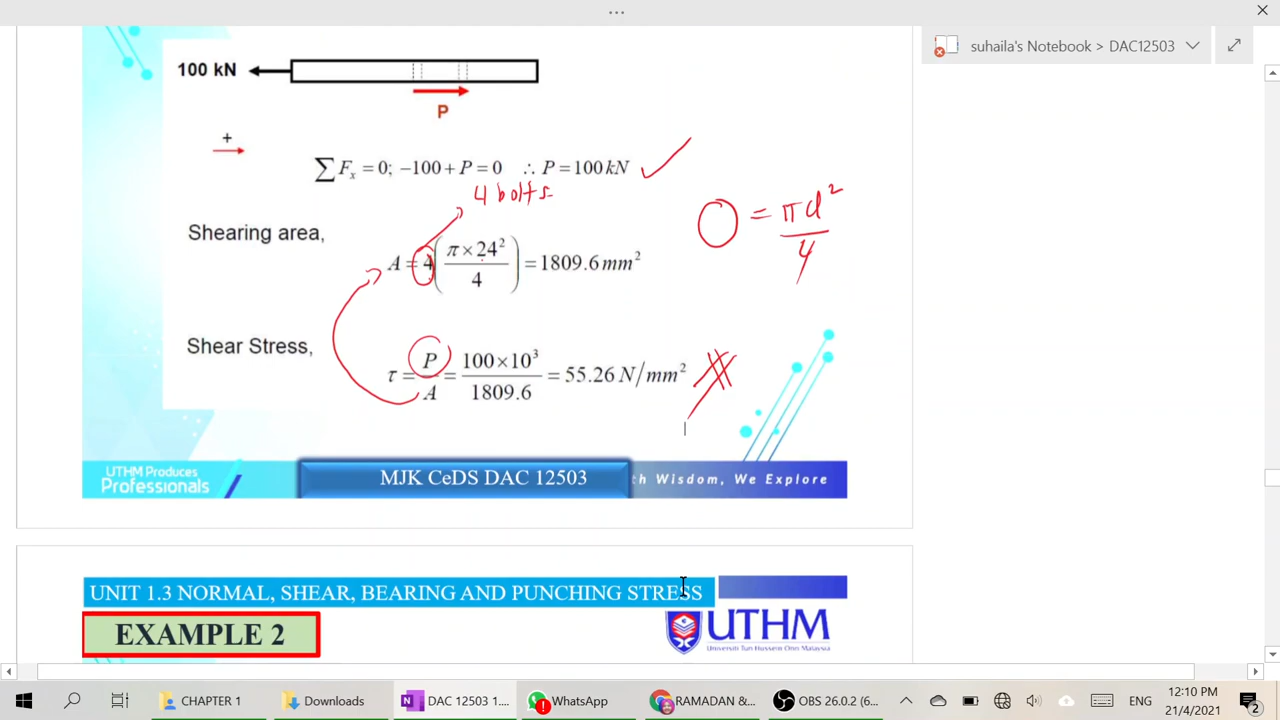 suhaila's Notebook > DAC12503
100 kN
P
+
∑ Fₓ = 0; −100 + P = 0 ∴ P = 100 kN
4 bolts
= πd²/4
Shearing area,
A = 4(π × 24²/4) = 1809.6 mm²
Shear Stress,
τ = P/A = 100 × 10³/1809.6 = 55.26 N/mm²
UTHM Produces
Professionals
MJK CeDS DAC 12503
th Wisdom, We Explore
UNIT 1.3 NORMAL, SHEAR, BEARING AND PUNCHING STRESS
EXAMPLE 2
UTHM
Universiti Tun Hussein Onn Malaysia
CHAPTER 1
Downloads
DAC 12503 1....
WhatsApp
RAMADAN &...
OBS 26.0.2 (6...
ENG
12:10 PM
21/4/2021
2